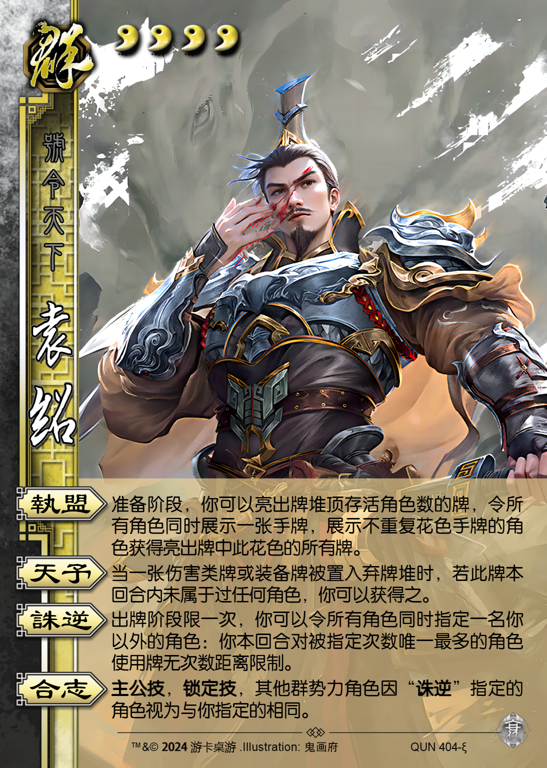 群
號令天下
袁绍
執盟
准备阶段，你可以亮出牌堆顶存活角色数的牌，令所
有角色同时展示一张手牌，展示不重复花色手牌的角
色获得亮出牌中此花色的所有牌。
天予
当一张伤害类牌或装备牌被置入弃牌堆时，若此牌本
回合内未属于过任何角色，你可以获得之。
誅逆
出牌阶段限一次，你可以令所有角色同时指定一名你
以外的角色：你本回合对被指定次数唯一最多的角色
使用牌无次数距离限制。
合志
主公技，锁定技，其他群势力角色因“诛逆”指定的
角色视为与你指定的相同。
™&© 2024 游卡桌游 .Illustration: 鬼画府
QUN 404-ξ